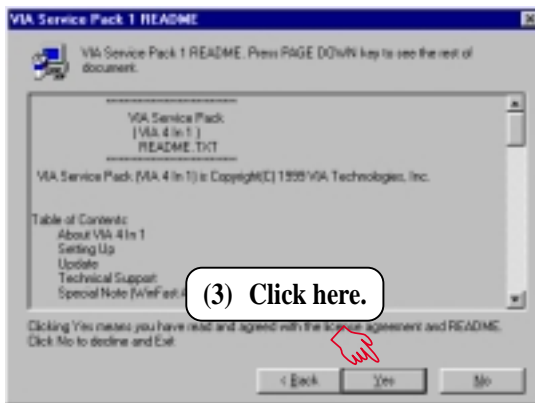 VIA Service Pack 1 README
VIA Service Pack 1 README. Press PAGE DOWN key to see the rest of
document.
VIA Service Pack
( VIA 4 In 1 )
README.TXT
VIA Service Pack (VIA 4 In 1) is Copyright(C) 1999 VIA Technologies, Inc.
Table of Contents:
About VIA 4 In 1
Setting Up
Update
Technical Support
Special Note (WinFast
(3) Click here.
Clicking Yes means you have read and agreed with the license agreement and README.
Click No to decline and Exit
< Back
Yes
No